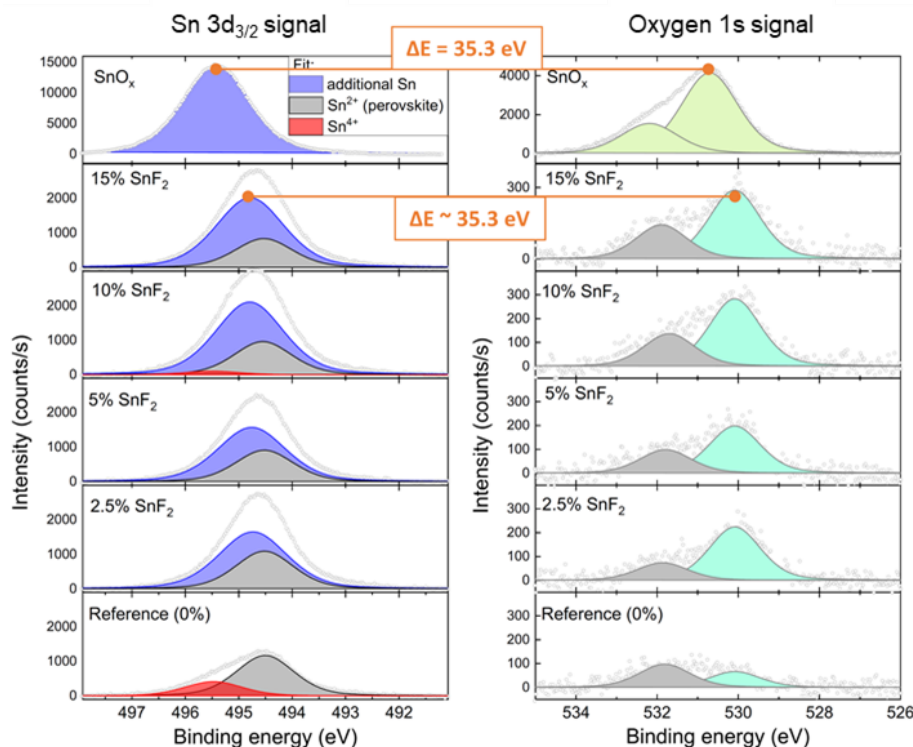 Sn 3d3/2 signal
Oxygen 1s signal
ΔE = 35.3 eV
ΔE ~ 35.3 eV
SnOx
Fit:
additional Sn
Sn2+ (perovskite)
Sn4+
15000
10000
5000
0
15% SnF2
2000
1000
0
10% SnF2
2000
1000
0
5% SnF2
2000
1000
0
2.5% SnF2
2000
1000
0
Reference (0%)
2000
1000
0
497 496 495 494 493 492
Binding energy (eV)
Intensity (counts/s)
4000
2000
0
15% SnF2
300
200
100
0
10% SnF2
300
200
100
0
5% SnF2
300
200
100
0
2.5% SnF2
300
200
100
0
Reference (0%)
300
200
100
0
534 532 530 528 526
Binding energy (eV)
Intensity (counts/s)
SnOx